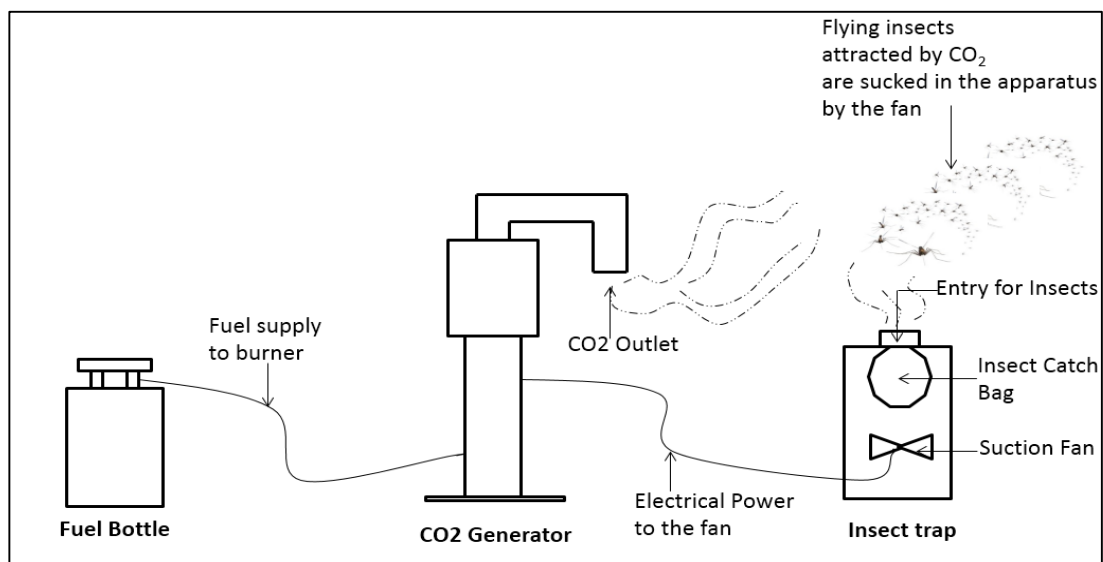 Flying insects
attracted by CO₂
are sucked in the apparatus
by the fan
Entry for Insects
Fuel supply
to burner
CO2 Outlet
Insect Catch
Bag
Suction Fan
Electrical Power
to the fan
Fuel Bottle
CO2 Generator
Insect trap